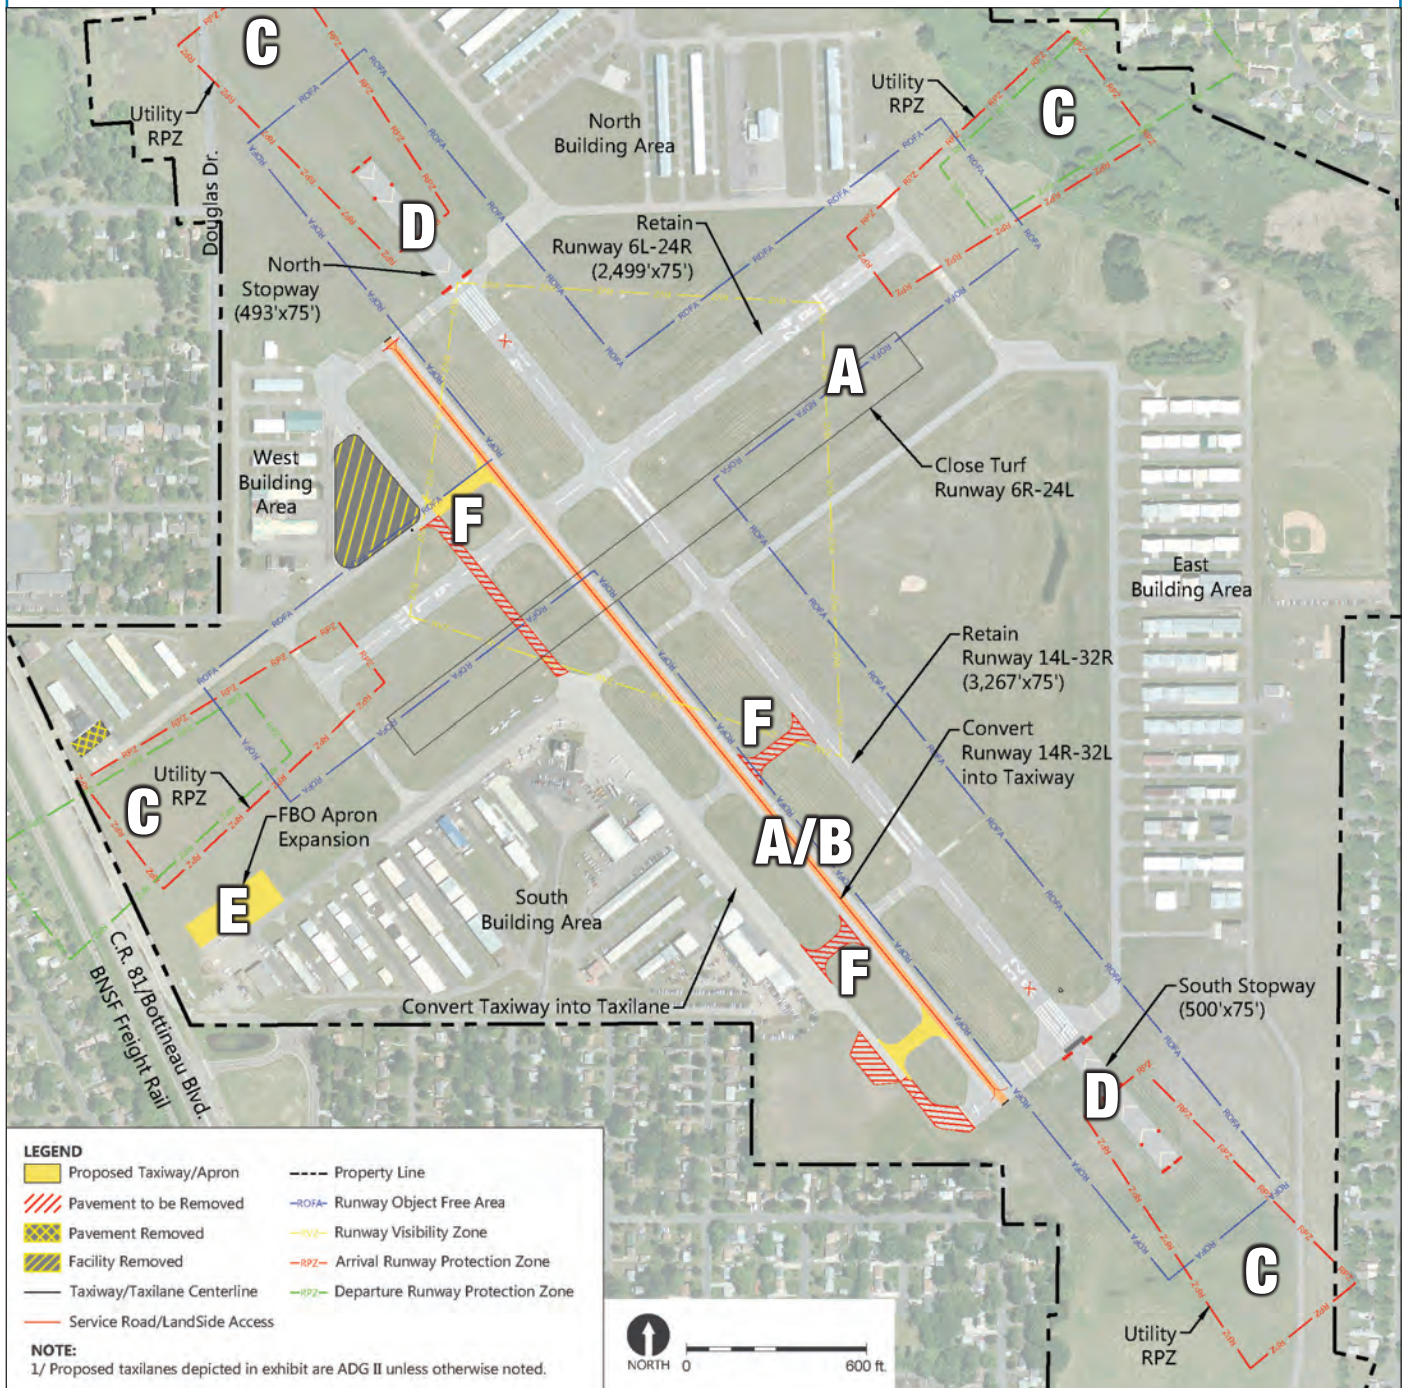 C
Utility
RPZ
Utility
RPZ
C
North
Building Area
Douglas Dr.
D
Retain
Runway 6L-24R
(2,499'x75')
North
Stopway
(493'x75')
A
West
Building
Area
Close Turf
Runway 6R-24L
F
East
Building Area
Retain
Runway 14L-32R
(3,267'x75')
F
Convert
Runway 14R-32L
into Taxiway
Utility
RPZ
C
FBO Apron
Expansion
A/B
E
South
Building Area
F
C.R. 81/Bottineau Blvd.
BNSF Freight Rail
Convert Taxiway into Taxilane
South Stopway
(500'x75')
D
C
Utility
RPZ
LEGEND
Proposed Taxiway/Apron
Pavement to be Removed
Pavement Removed
Facility Removed
Taxiway/Taxilane Centerline
Service Road/LandSide Access
Property Line
ROFA Runway Object Free Area
RVZ Runway Visibility Zone
RPZ Arrival Runway Protection Zone
RPZ Departure Runway Protection Zone
NOTE:
1/ Proposed taxilanes depicted in exhibit are ADG II unless otherwise noted.
NORTH
0 600 ft.